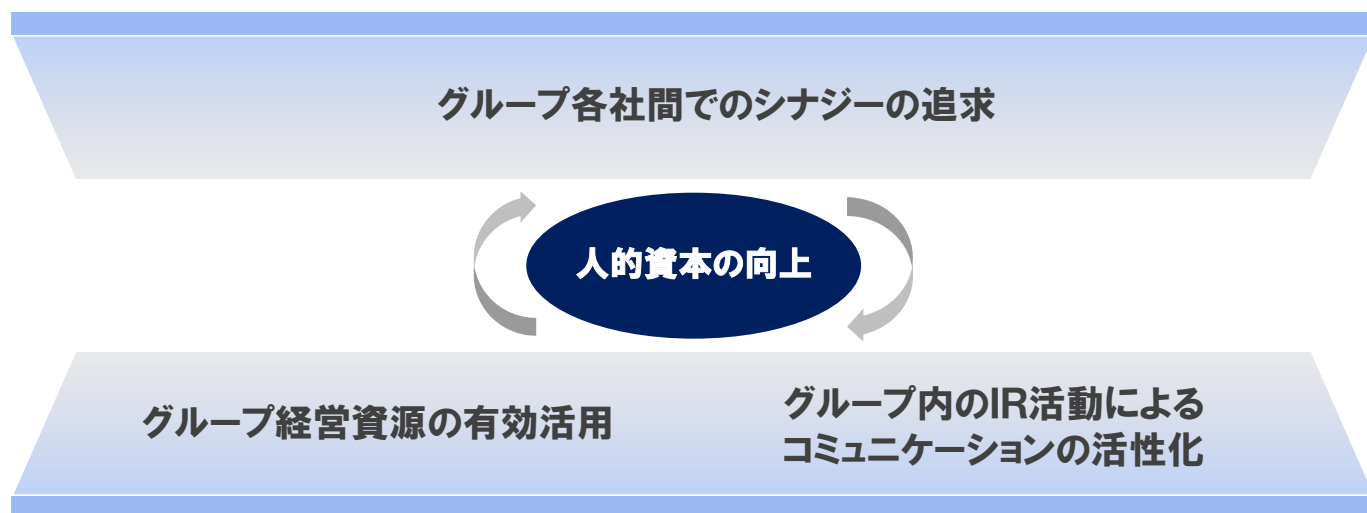 グループ各社間でのシナジーの追求
人的資本の向上
グループ経営資源の有効活用
グループ内のIR活動による
コミュニケーションの活性化